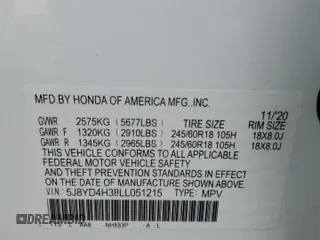 MFD.BY HONDA OF AMERICA MFG.,INC.
11/'20
GVWR 2575KG (5677LBS) TIRE SIZE RIM SIZE
GAWR F 1320KG (2910LBS) 245/60R18 105H 18X8.0J
GAWR R 1345KG (2965LBS) 245/60R18 105H 18X8.0J
THIS VEHICLE CONFORMS TO ALL APPLICABLE
FEDERAL MOTOR VEHICLE SAFETY
AND THEFT PREVENTION STANDARDS IN EFFECT
ON THE DATE OF MANUFACTURE SHOWN ABOVE.
V.I.N.: 5J8YD4H38LL051215 TYPE: MPV
AA8 NH883P A L